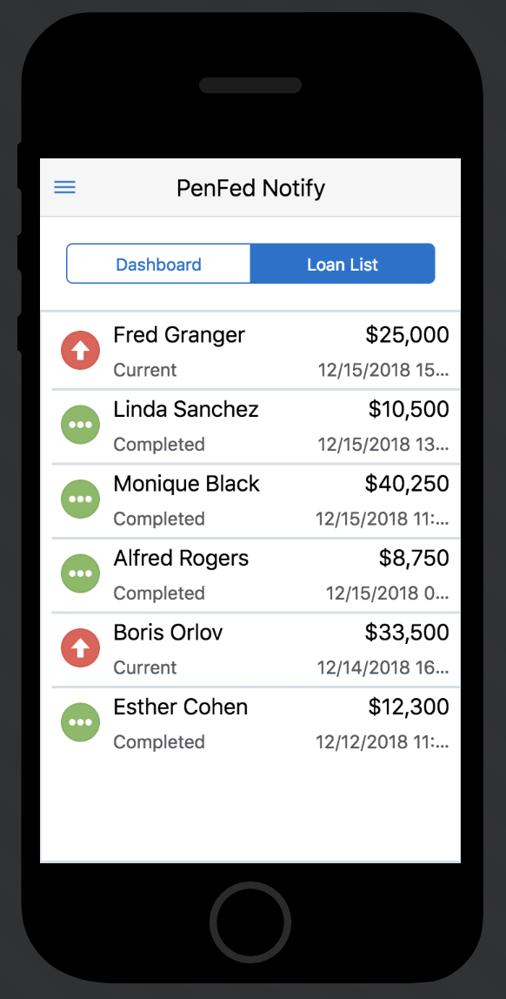 PenFed Notify
Dashboard Loan List
Fred Granger $25,000
Current 12/15/2018 15...
Linda Sanchez $10,500
Completed 12/15/2018 13...
Monique Black $40,250
Completed 12/15/2018 11:...
Alfred Rogers $8,750
Completed 12/15/2018 0...
Boris Orlov $33,500
Current 12/14/2018 16...
Esther Cohen $12,300
Completed 12/12/2018 11:...